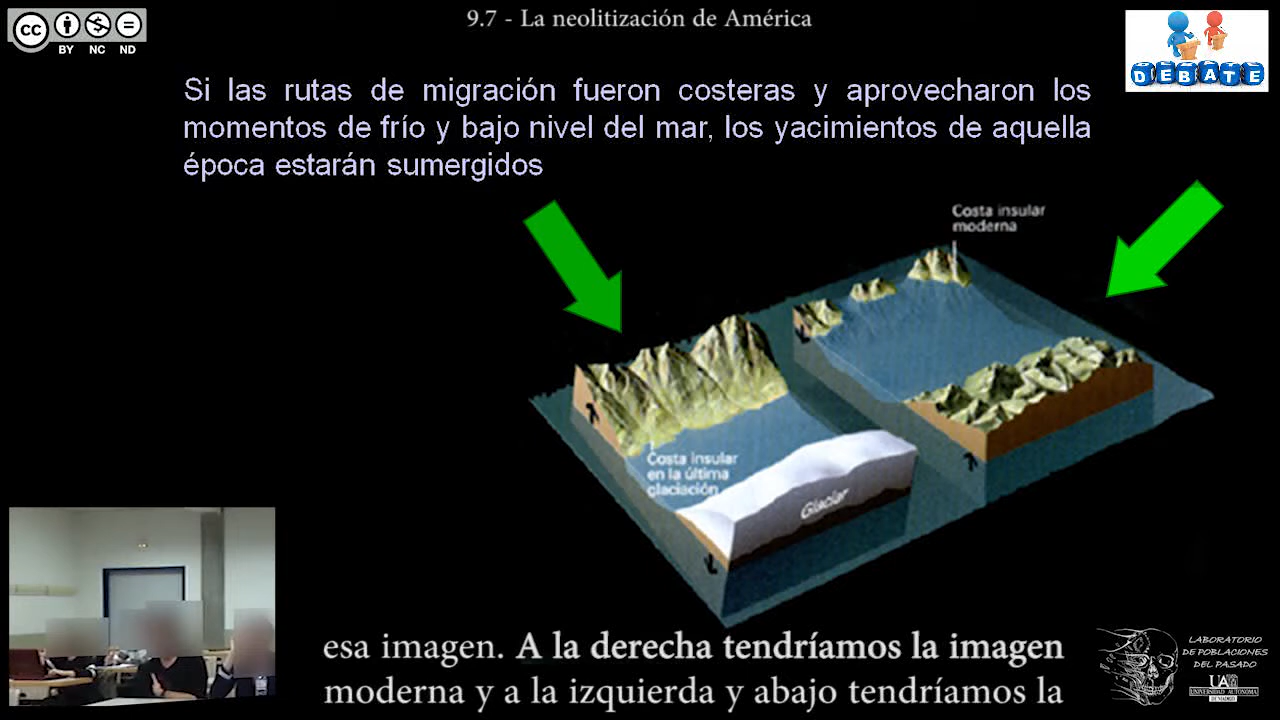 9.7 - La neolitización de América
cc
BY NC ND
DEBATE
Si las rutas de migración fueron costeras y aprovecharon los
momentos de frío y bajo nivel del mar, los yacimientos de aquella
época estarán sumergidos
Costa insular
moderna
Costa insular
en la última
glaciación
Glaciar
esa imagen. A la derecha tendríamos la imagen
moderna y a la izquierda y abajo tendríamos la
LABORATORIO
DE POBLACIONES
DEL PASADO
UA
UNIVERSIDAD AUTONOMA
DE MADRID